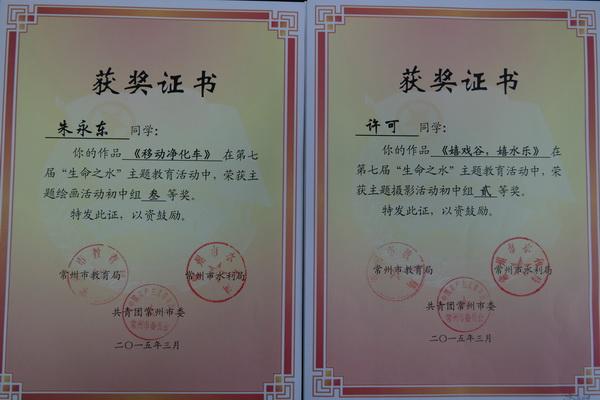 获奖证书
朱永东 同学:
你的作品 《移动净化车》 在第七
届“生命之水”主题教育活动中,荣获主
题绘画活动初中组 叁 等奖。
特发此证,以资鼓励。
常州市教育局 常州市水利局
共青团常州市委
二〇一五年三月
获奖证书
许可 同学:
你的作品 《嬉戏谷、嬉水乐》 在
第七届“生命之水”主题教育活动中,荣
获主题摄影活动初中组 贰 等奖。
特发此证,以资鼓励。
常州市教育局 常州市水利局
共青团常州市委
二〇一五年三月